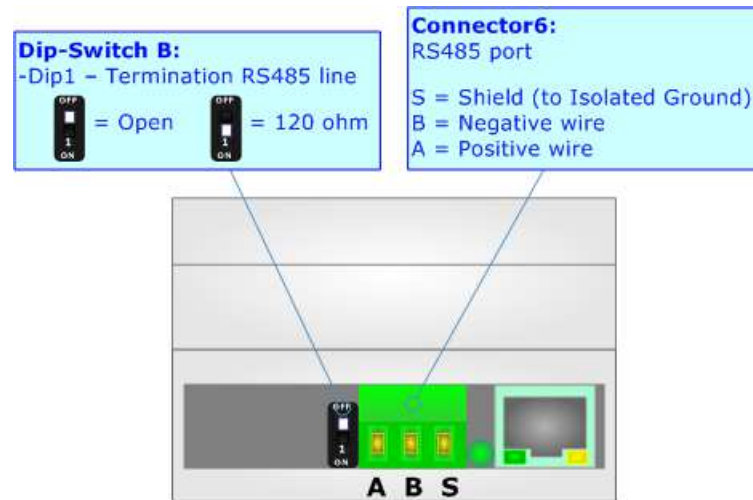 Dip-Switch B:
-Dip1 – Termination RS485 line
OFF
1
ON
= Open
OFF
1
ON
= 120 ohm
Connector6:
RS485 port
S = Shield (to Isolated Ground)
B = Negative wire
A = Positive wire
OFF
1
ON
A B S